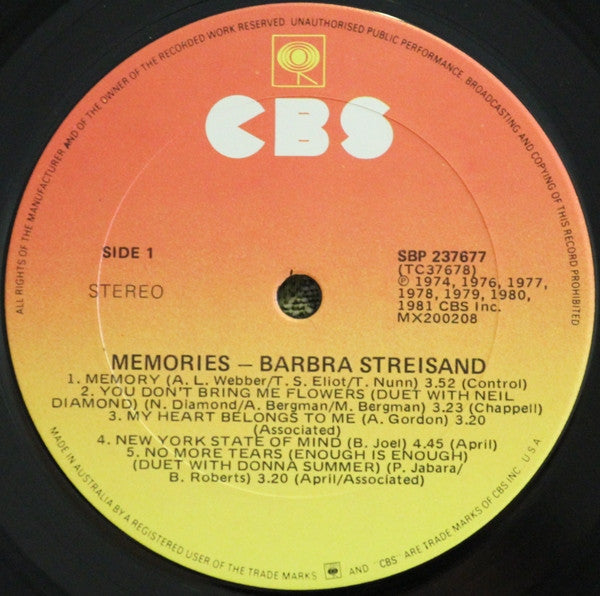 ALL RIGHTS OF THE MANUFACTURER AND OF THE OWNER OF THE RECORDED WORK RESERVED. UNAUTHORISED PUBLIC PERFORMANCE, BROADCASTING AND COPYING OF THIS RECORD PROHIBITED
CBS
SIDE 1
STEREO
SBP 237677
(TC37678)
℗ 1974, 1976, 1977,
1978, 1979, 1980,
1981 CBS Inc.
MX200208
MEMORIES – BARBRA STREISAND
1. MEMORY (A. L. Webber/T. S. Eliot/T. Nunn) 3.52 (Control)
2. YOU DON'T BRING ME FLOWERS (DUET WITH NEIL
DIAMOND) (N. Diamond/A. Bergman/M. Bergman) 3.23 (Chappell)
3. MY HEART BELONGS TO ME (A. Gordon) 3.20
(Associated)
4. NEW YORK STATE OF MIND (B. Joel) 4.45 (April)
5. NO MORE TEARS (ENOUGH IS ENOUGH)
(DUET WITH DONNA SUMMER) (P. Jabara/
B. Roberts) 3.20 (April/Associated)
MADE IN AUSTRALIA BY A REGISTERED USER OF THE TRADE MARKS AND "CBS" ARE TRADE MARKS OF CBS INC. U.S.A.